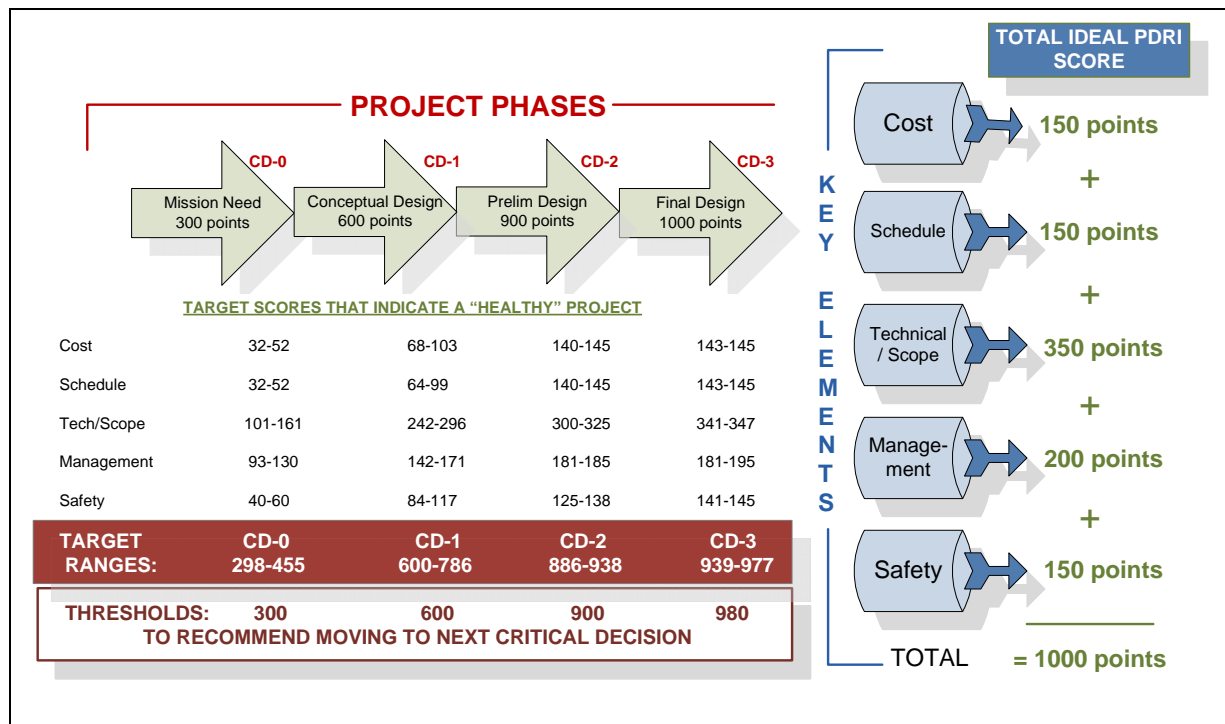 PROJECT PHASES
CD-0
CD-1
CD-2
CD-3
Mission Need
300 points
Conceptual Design
600 points
Prelim Design
900 points
Final Design
1000 points
TARGET SCORES THAT INDICATE A “HEALTHY” PROJECT
Cost 32-52 68-103 140-145 143-145
Schedule 32-52 64-99 140-145 143-145
Tech/Scope 101-161 242-296 300-325 341-347
Management 93-130 142-171 181-185 181-195
Safety 40-60 84-117 125-138 141-145
TARGET CD-0 CD-1 CD-2 CD-3
RANGES: 298-455 600-786 886-938 939-977
THRESHOLDS: 300 600 900 980
TO RECOMMEND MOVING TO NEXT CRITICAL DECISION
KEY ELEMENTS
TOTAL IDEAL PDRI
SCORE
Cost
150 points
+
Schedule
150 points
+
Technical
/ Scope
350 points
+
Manage-
ment
200 points
+
Safety
150 points
TOTAL = 1000 points